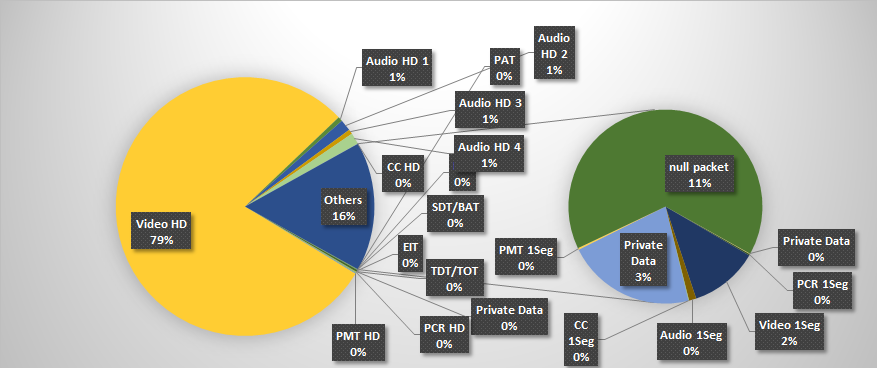 Audio HD 1
1%
PAT
0%
Audio
HD 2
1%
Audio HD 3
1%
Audio HD 4
1%
CC HD
0%
0%
Others
16%
SDT/BAT
0%
Video HD
79%
EIT
0%
TDT/TOT
0%
Private Data
0%
PCR HD
0%
PMT HD
0%
null packet
11%
PMT 1Seg
0%
Private
Data
3%
Private Data
0%
PCR 1Seg
0%
Video 1Seg
2%
Audio 1Seg
0%
CC
1Seg
0%